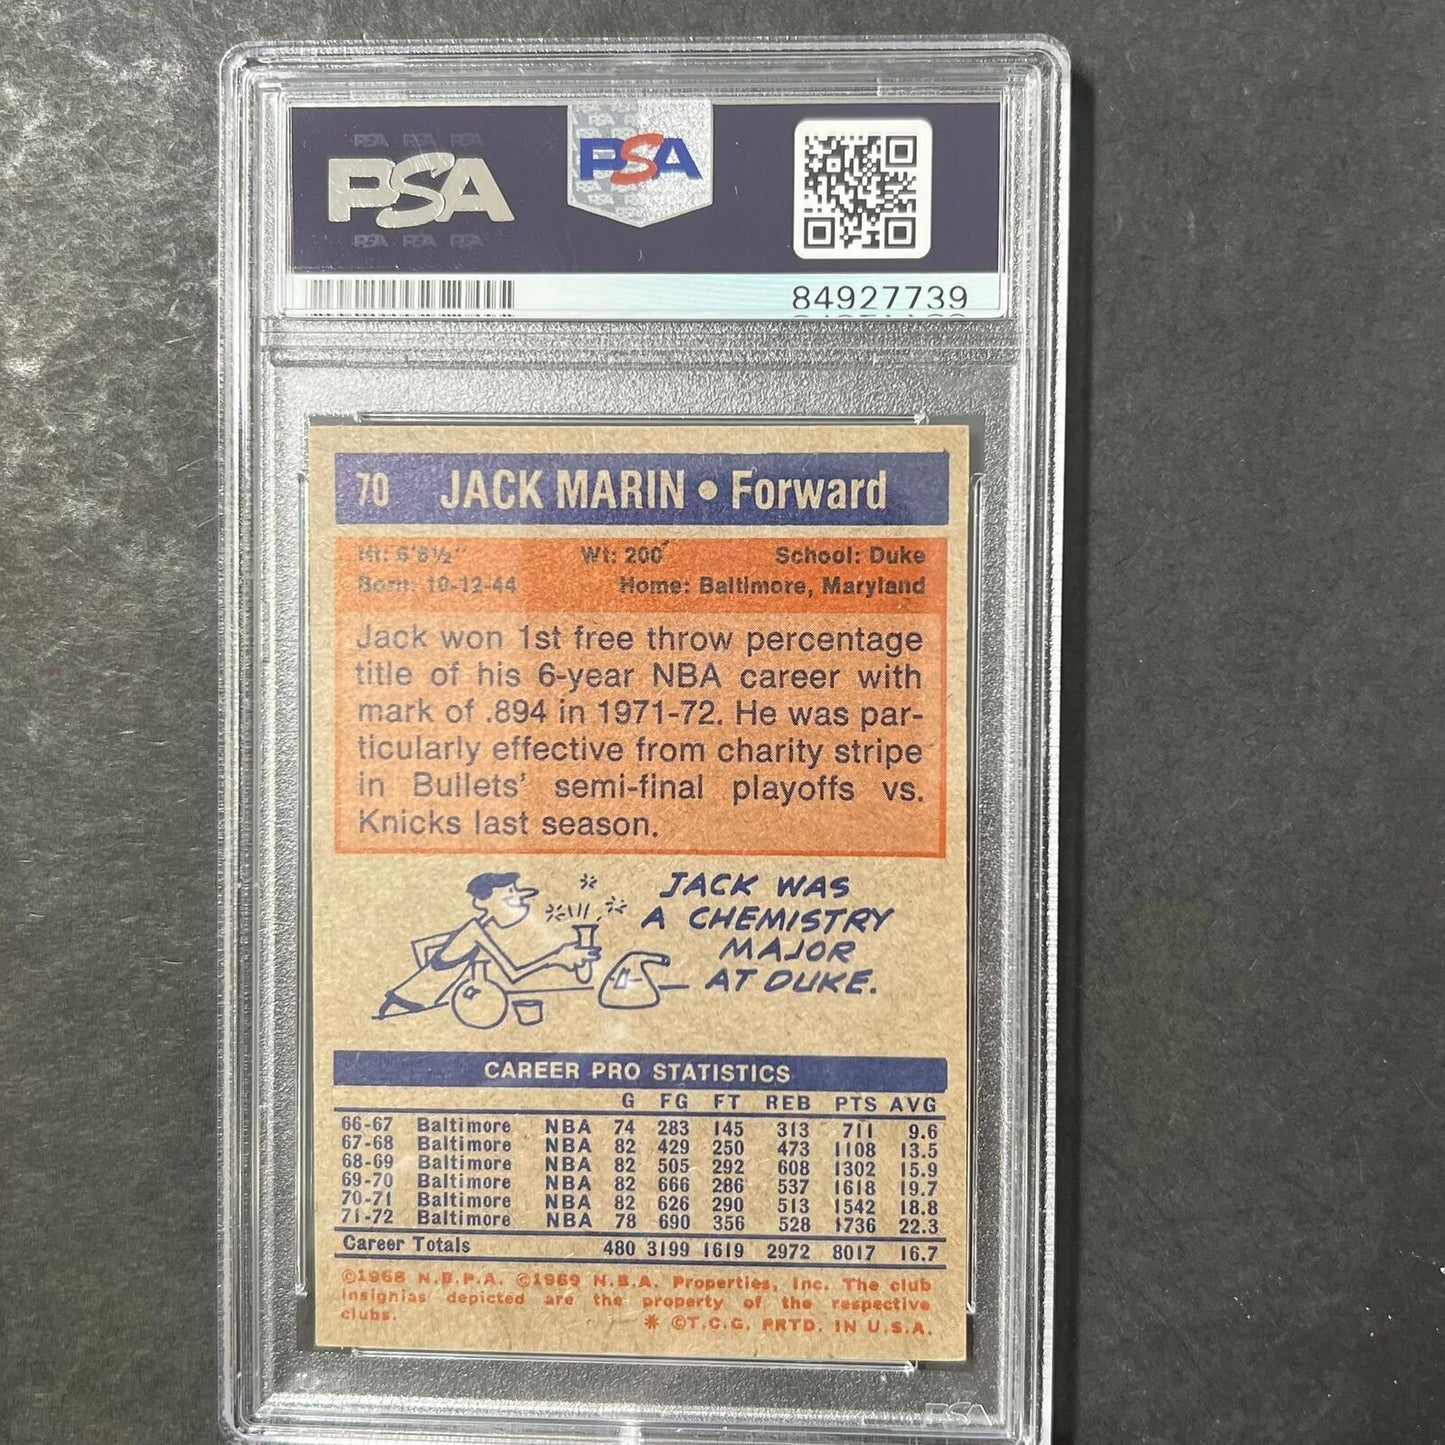 PSA PSA PSA
PSA
PSA PSA PSA
PSA
84927739
70 JACK MARIN • Forward
Ht: 6'6½" Wt: 200 School: Duke
Born: 10-12-44 Home: Baltimore, Maryland
Jack won 1st free throw percentage
title of his 6-year NBA career with
mark of .894 in 1971-72. He was par-
ticularly effective from charity stripe
in Bullets' semi-final playoffs vs.
Knicks last season.
JACK WAS
A CHEMISTRY
MAJOR
AT DUKE.
CAREER PRO STATISTICS
G FG FT REB PTS AVG
66-67 Baltimore NBA 74 283 145 313 711 9.6
67-68 Baltimore NBA 82 429 250 473 1108 13.5
68-69 Baltimore NBA 82 505 292 608 1302 15.9
69-70 Baltimore NBA 82 666 286 537 1618 19.7
70-71 Baltimore NBA 82 626 290 513 1542 18.8
71-72 Baltimore NBA 78 690 356 528 1736 22.3
Career Totals 480 3199 1619 2972 8017 16.7
©1968 N.B.P.A. ©1969 N.B.A. Properties, Inc. The club
insignias depicted are the property of the respective
clubs. * ©T.C.G. PRTD. IN U.S.A.
PSA